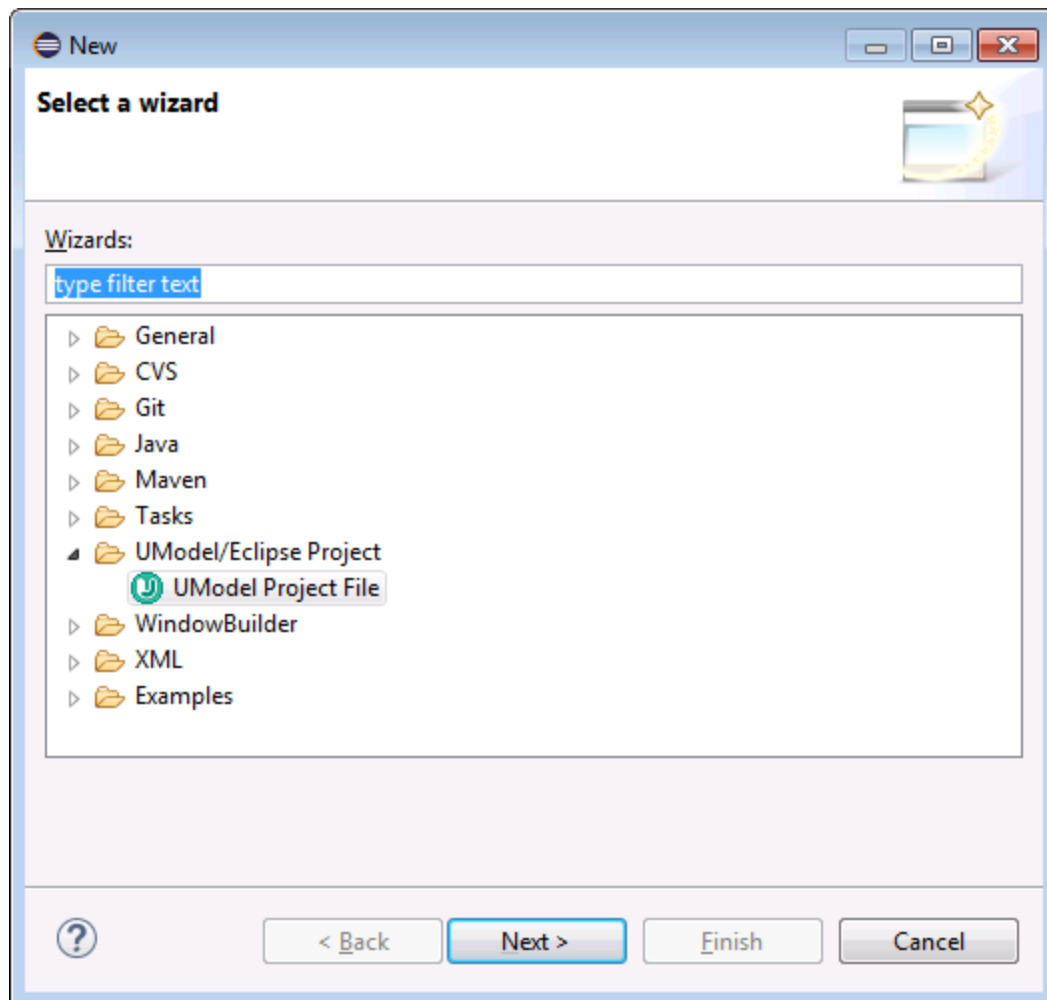 New
Select a wizard
Wizards:
type filter text
General
CVS
Git
Java
Maven
Tasks
UModel/Eclipse Project
UModel Project File
WindowBuilder
XML
Examples
< Back Next > Finish Cancel